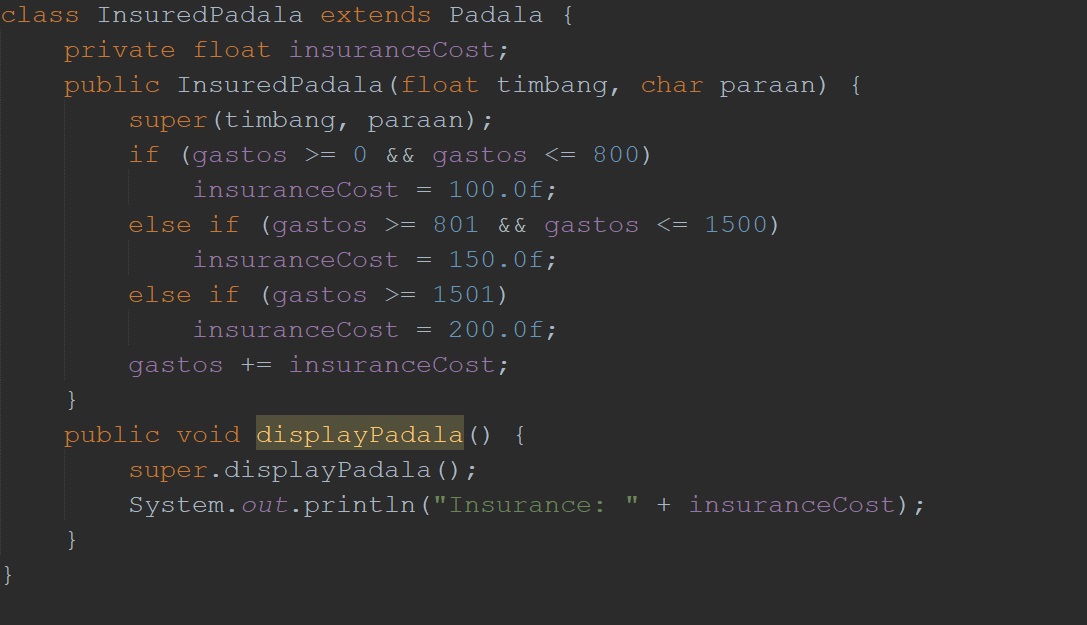 class InsuredPadala extends Padala {
    private float insuranceCost;
    public InsuredPadala(float timbang, char paraan) {
        super(timbang, paraan);
        if (gastos >= 0 && gastos <= 800)
            insuranceCost = 100.0f;
        else if (gastos >= 801 && gastos <= 1500)
            insuranceCost = 150.0f;
        else if (gastos >= 1501)
            insuranceCost = 200.0f;
        gastos += insuranceCost;
    }
    public void displayPadala() {
        super.displayPadala();
        System.out.println("Insurance: " + insuranceCost);
    }
}